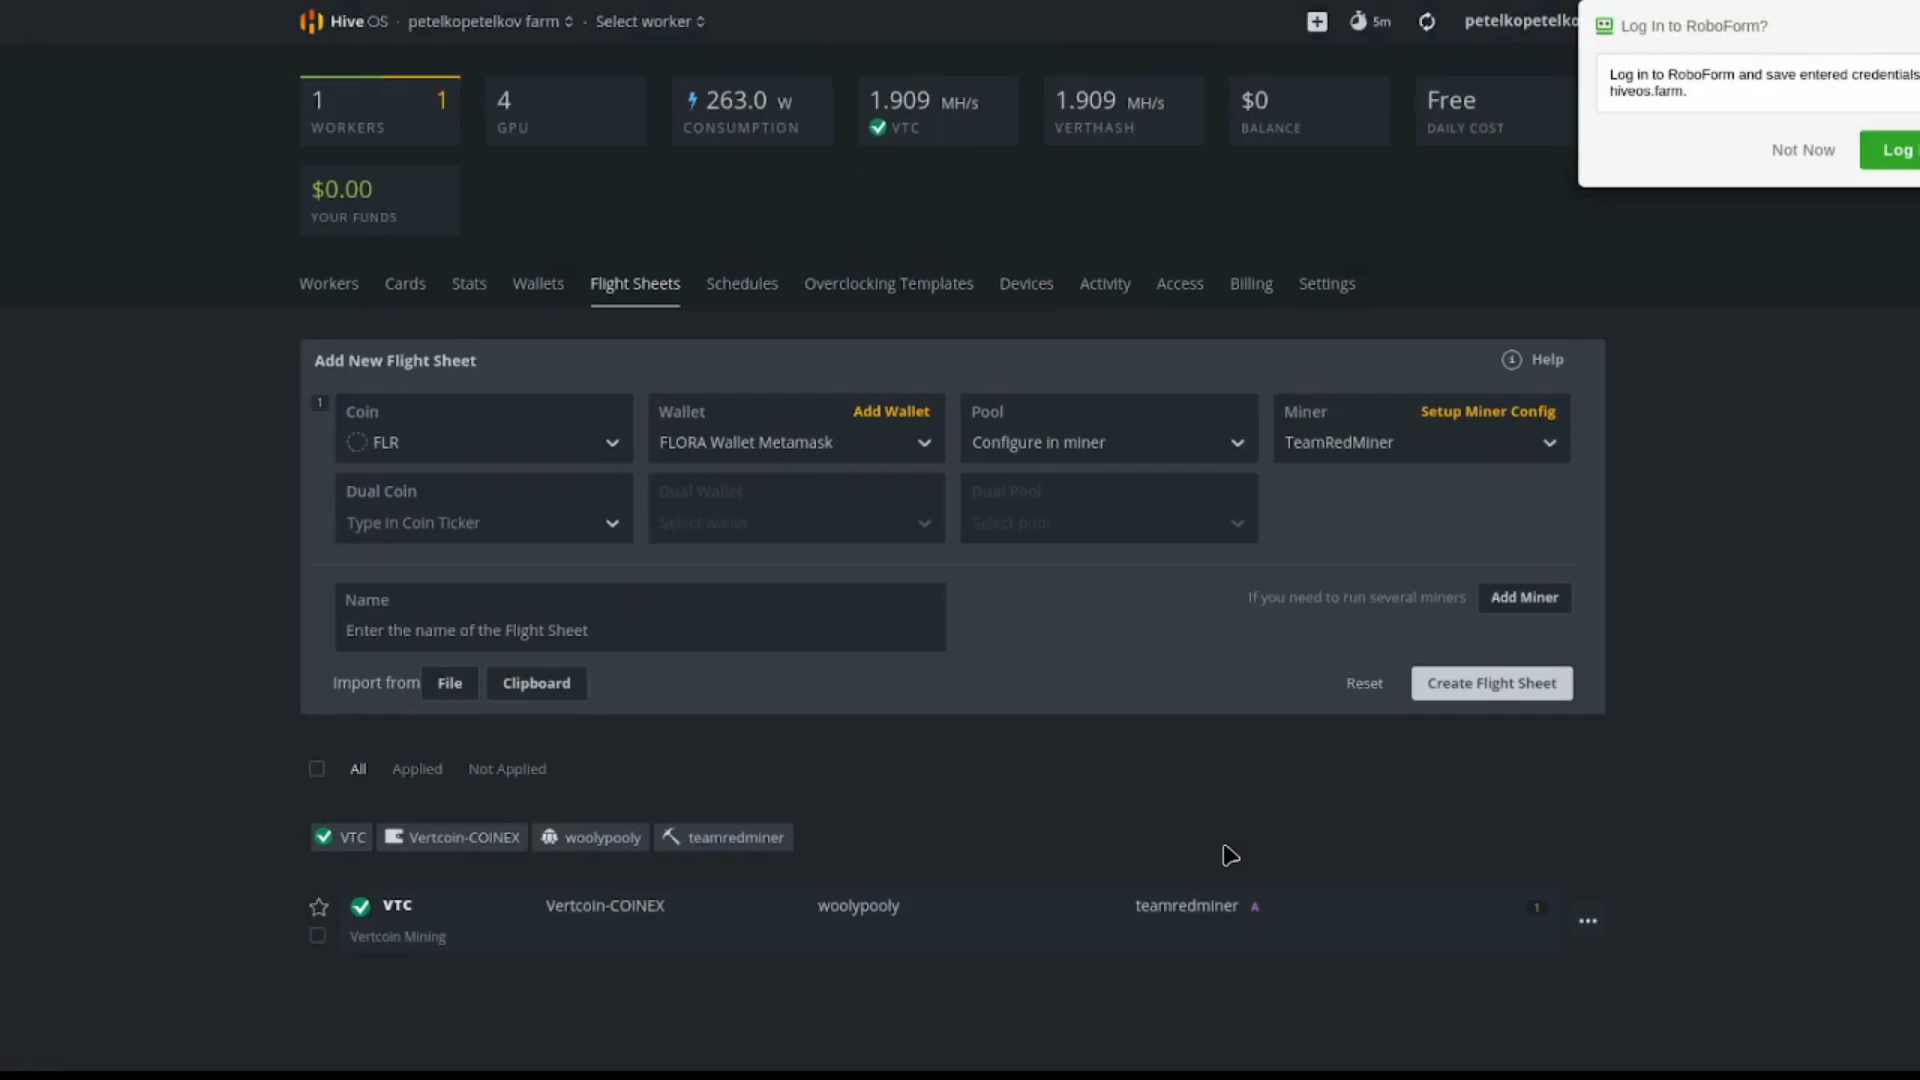 Hive OS · petelkopetelkov farm · Select worker
5m
petelkopetelko
Log In to RoboForm?
Log in to RoboForm and save entered credentials
hiveos.farm.
Not Now
Log
1 1
WORKERS
4
GPU
263.0 W
CONSUMPTION
1.909 MH/s
VTC
1.909 MH/s
VERTHASH
$0
BALANCE
Free
DAILY COST
$0.00
YOUR FUNDS
Workers Cards Stats Wallets Flight Sheets Schedules Overclocking Templates Devices Activity Access Billing Settings
Add New Flight Sheet
Help
1
Coin
FLR
Wallet Add Wallet
FLORA Wallet Metamask
Pool
Configure in miner
Miner Setup Miner Config
TeamRedMiner
Dual Coin
Type in Coin Ticker
Dual Wallet
Select wallet
Dual Pool
Select pool
Name
Enter the name of the Flight Sheet
If you need to run several miners Add Miner
Import from File Clipboard
Reset Create Flight Sheet
All Applied Not Applied
VTC Vertcoin-COINEX woolypooly teamredminer
VTC Vertcoin-COINEX woolypooly teamredminer A 1
Vertcoin Mining